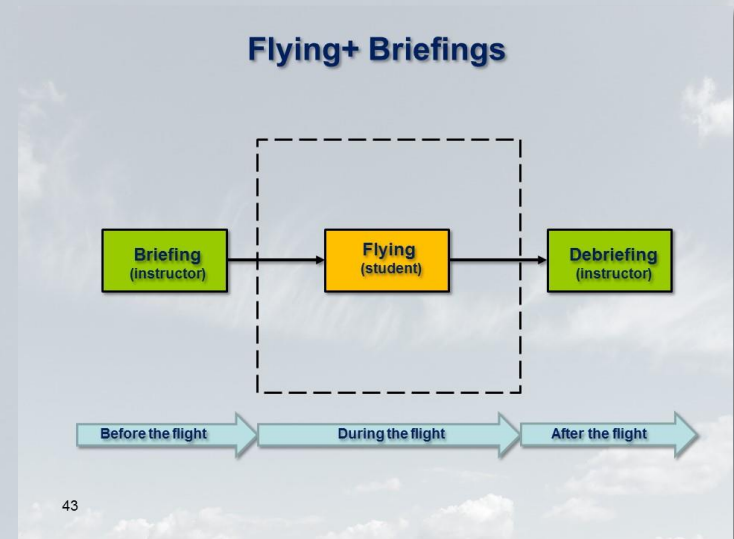 Flying+ Briefings
Briefing
(instructor)
Flying
(student)
Debriefing
(instructor)
Before the flight
During the flight
After the flight
43